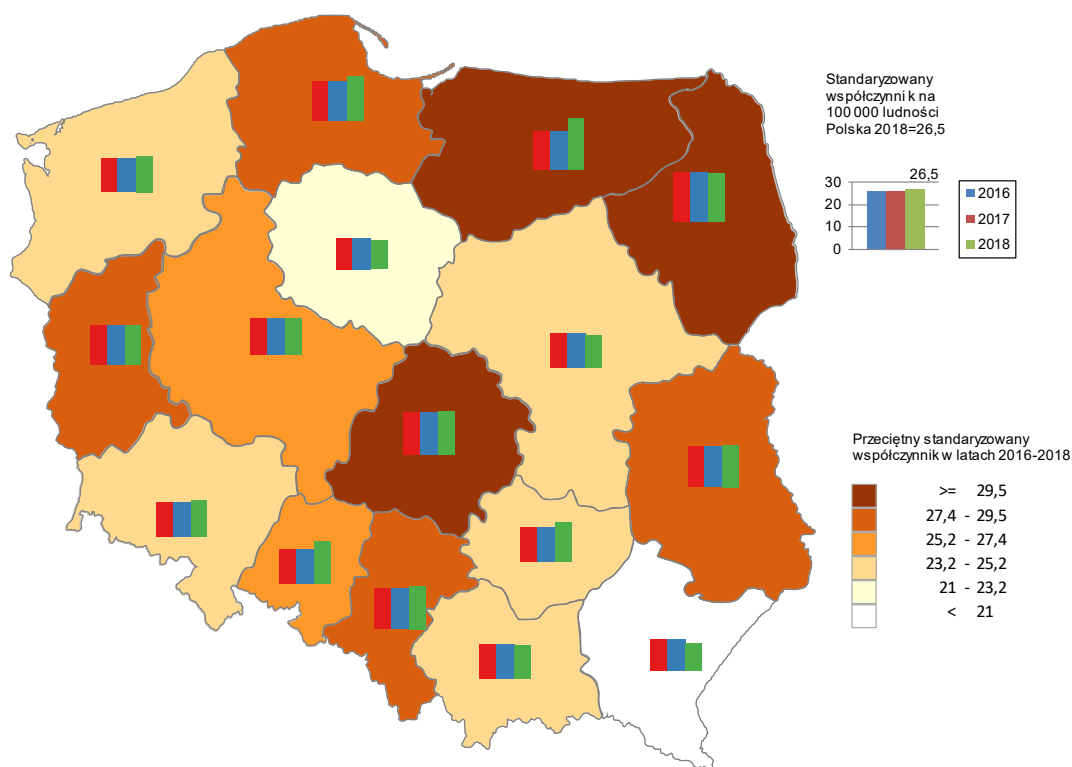 Standaryzowany
współczynnik na
100 000 ludności
Polska 2018=26,5
26,5
30
20
10
0
2016
2017
2018
Przeciętny standaryzowany
współczynnik w latach 2016-2018
>= 29,5
27,4 - 29,5
25,2 - 27,4
23,2 - 25,2
21 - 23,2
< 21